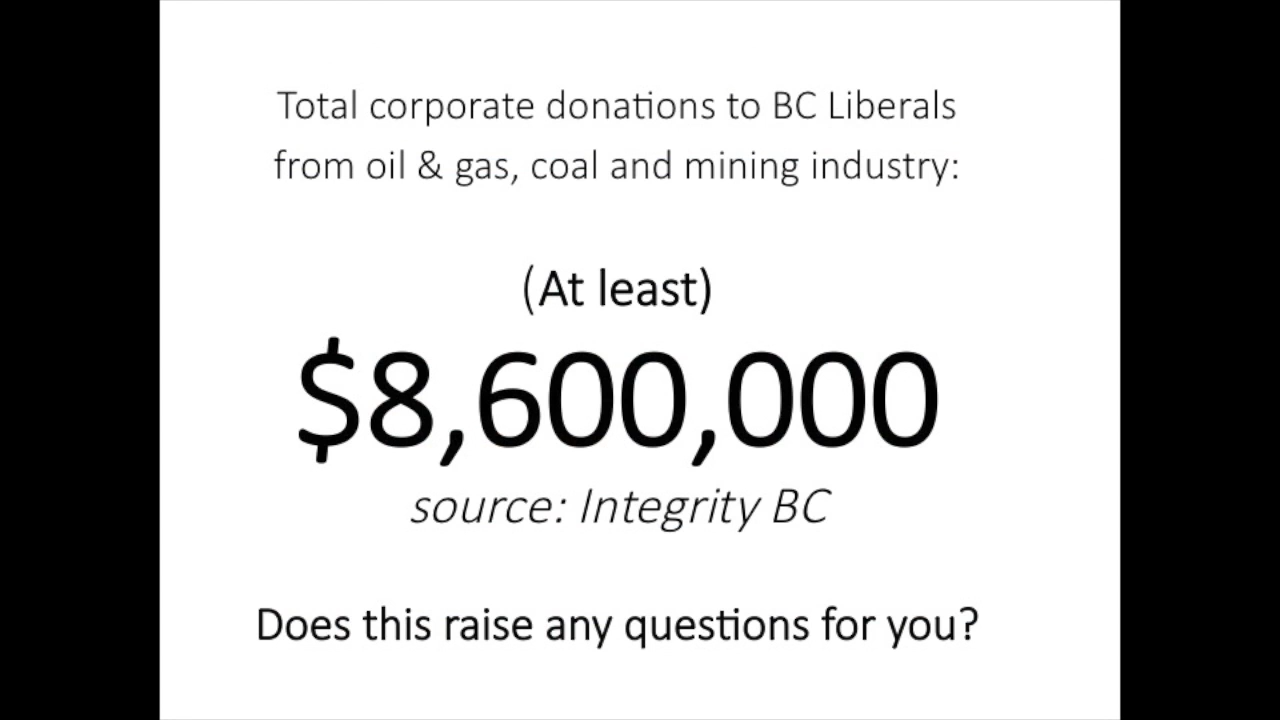 Total corporate donations to BC Liberals
from oil & gas, coal and mining industry:
(At least)
$8,600,000
source: Integrity BC
Does this raise any questions for you?